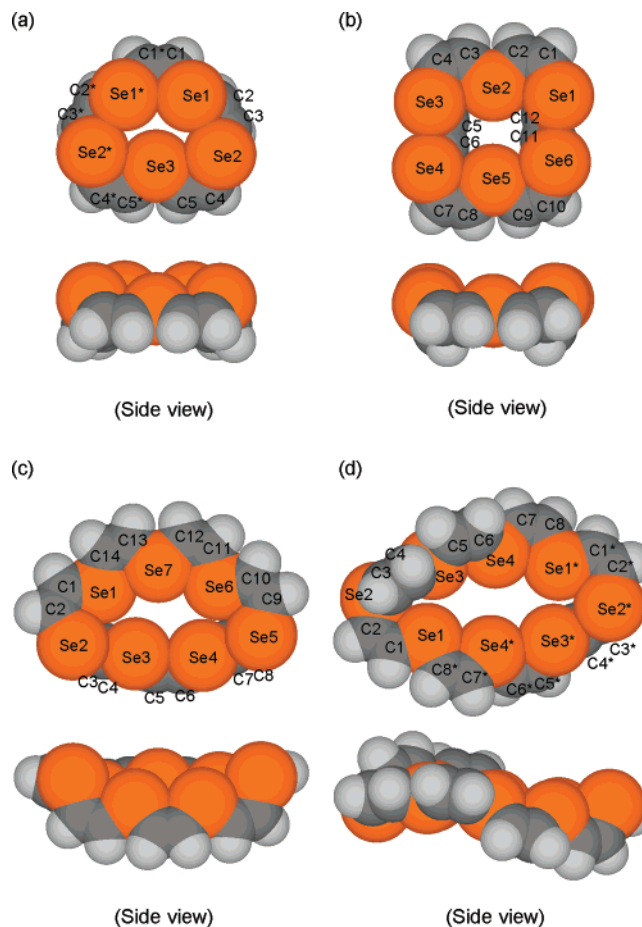 (a)
C1* C1
Se1* Se1
C2* C2
C3* C3
Se2* Se3 Se2
C4* C5* C5 C4
(Side view)
(b)
C4 C3 C2 C1
Se3 Se2 Se1
C5 C12
C6 C11
Se4 Se5 Se6
C7 C8 C9 C10
(Side view)
(c)
C14 C13 C12 C11
C1 Se1 Se7 Se6 C10
C2 C9
Se2 Se3 Se4 Se5
C3 C4 C5 C6 C7 C8
(Side view)
(d)
C3 C4 C5 C6 C7 C8
Se2 Se3 Se4 Se1* C1* C2*
C2 C1 Se1 Se4* Se3* Se2*
C8* C7* C6* C5* C4* C3*
(Side view)